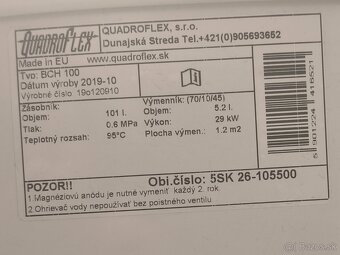 QUADROFLEX
QUADROFLEX, s.r.o.
Dunajská Streda Tel.+421(0)905693652
Made in EU
www.quadroflex.sk
Typ: BCH 100
Dátum výroby 2019-10
Výrobné číslo 19c120910
Zásobník:
Objem: 101 l.
Tlak: 0.6 MPa
Teplotný rozsah: 95°C
Výmenník: (70/10/45)
Objem: 5.2 l.
Výkon: 29 kW
Plocha výmen.: 1.2 m2
5901224416521
POZOR!!
Obj.číslo: 5SK 26-105500
1 Magnéziovú anódu je nutné vymeniť každý 2. rok
2 Ohrievač vody nepoužívať bez poistného ventilu
bazos.sk